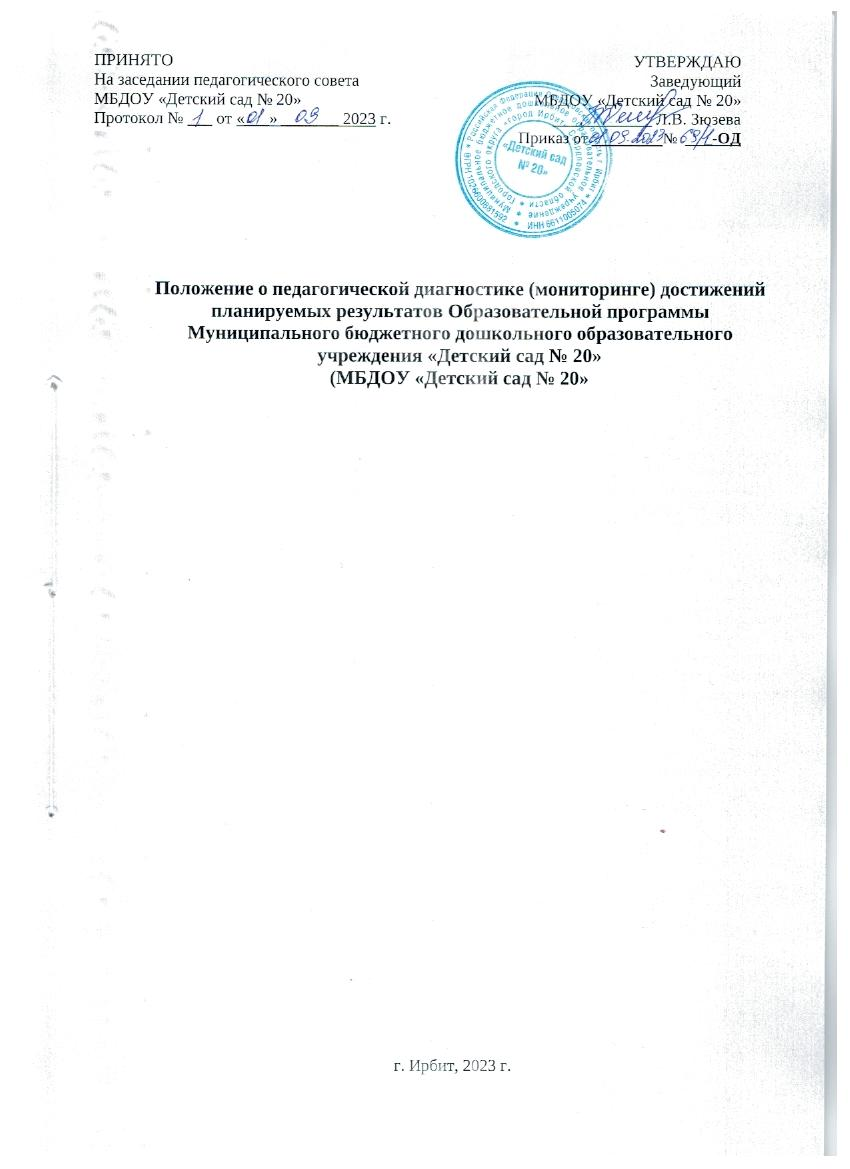 ПРИНЯТО
На заседании педагогического совета
МБДОУ «Детский сад № 20»
Протокол № 1 от «01» 09 2023 г.
УТВЕРЖДАЮ
Заведующий
МБДОУ «Детский сад № 20»
Л.В. Зюзева
Приказ от 01.09.2023 № 69/1-ОД
«Детский сад
№ 20»
ИНН 6611005074
Положение о педагогической диагностике (мониторинге) достижений
планируемых результатов Образовательной программы
Муниципального бюджетного дошкольного образовательного
учреждения «Детский сад № 20»
(МБДОУ «Детский сад № 20»
г. Ирбит, 2023 г.